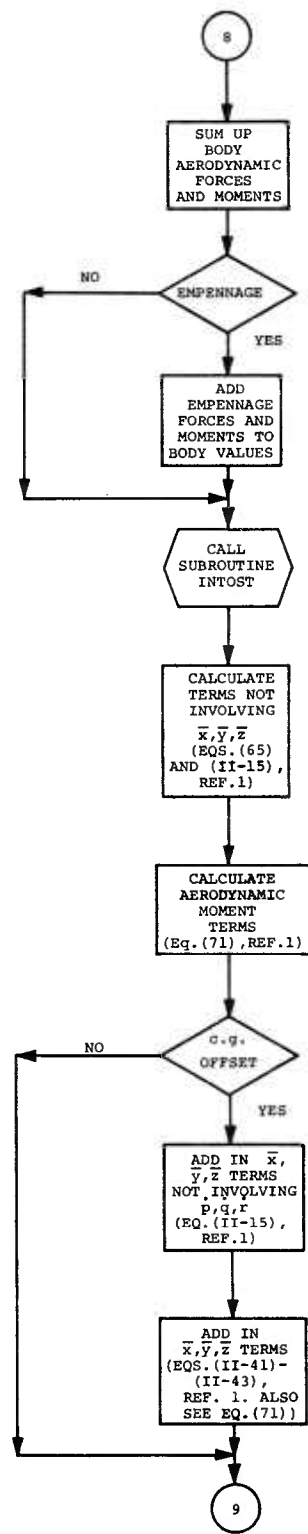 8
SUM UP
BODY
AERODYNAMIC
FORCES
AND MOMENTS
NO
EMPENNAGE
YES
ADD
EMPENNAGE
FORCES AND
MOMENTS TO
BODY VALUES
CALL
SUBROUTINE
INTOST
CALCULATE
TERMS NOT
INVOLVING
x̅,y̅,z̅
(EQS.(65)
AND (II-15),
REF.1)
CALCULATE
AERODYNAMIC
MOMENT
TERMS
(Eq.(71),REF.1)
NO
c.g.
OFFSET
YES
ADD IN x̅,
y̅,z̅ TERMS
NOT INVOLVING
ṗ,q̇,ṙ
(EQ.(II-15),
REF.1)
ADD IN
x̅,y̅,z̅ TERMS
(EQS.(II-41)-
(II-43),
REF. 1. ALSO
SEE EQ.(71))
9